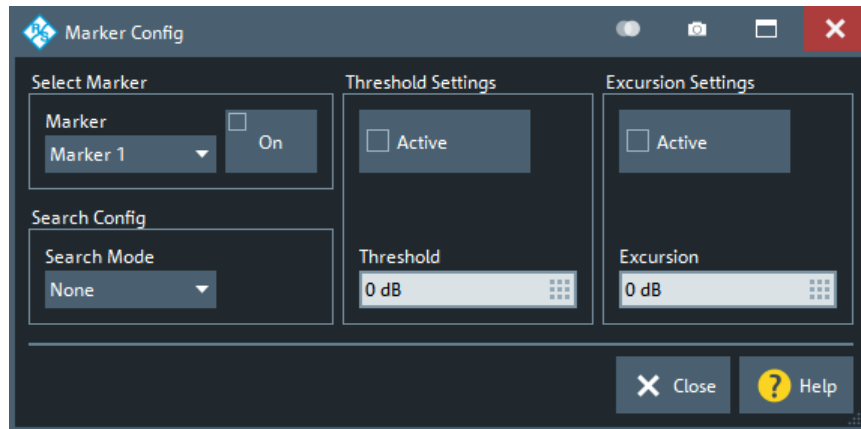 R S
Marker Config
Select Marker
Marker
Marker 1
On
Search Config
Search Mode
None
Threshold Settings
Active
Threshold
0 dB
Excursion Settings
Active
Excursion
0 dB
Close
? Help